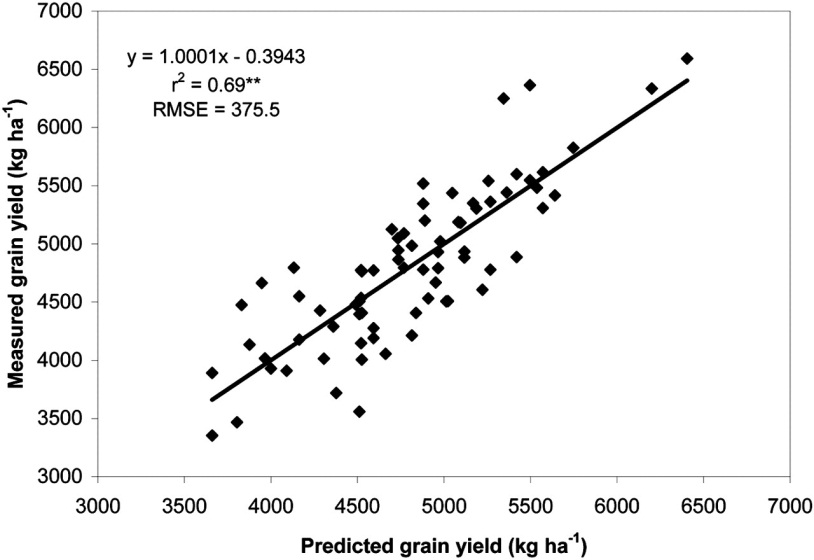 7000
6500
6000
5500
5000
4500
4000
3500
3000
Measured grain yield (kg ha⁻¹)
y = 1.0001x - 0.3943
r² = 0.69**
RMSE = 375.5
3000 3500 4000 4500 5000 5500 6000 6500 7000
Predicted grain yield (kg ha⁻¹)